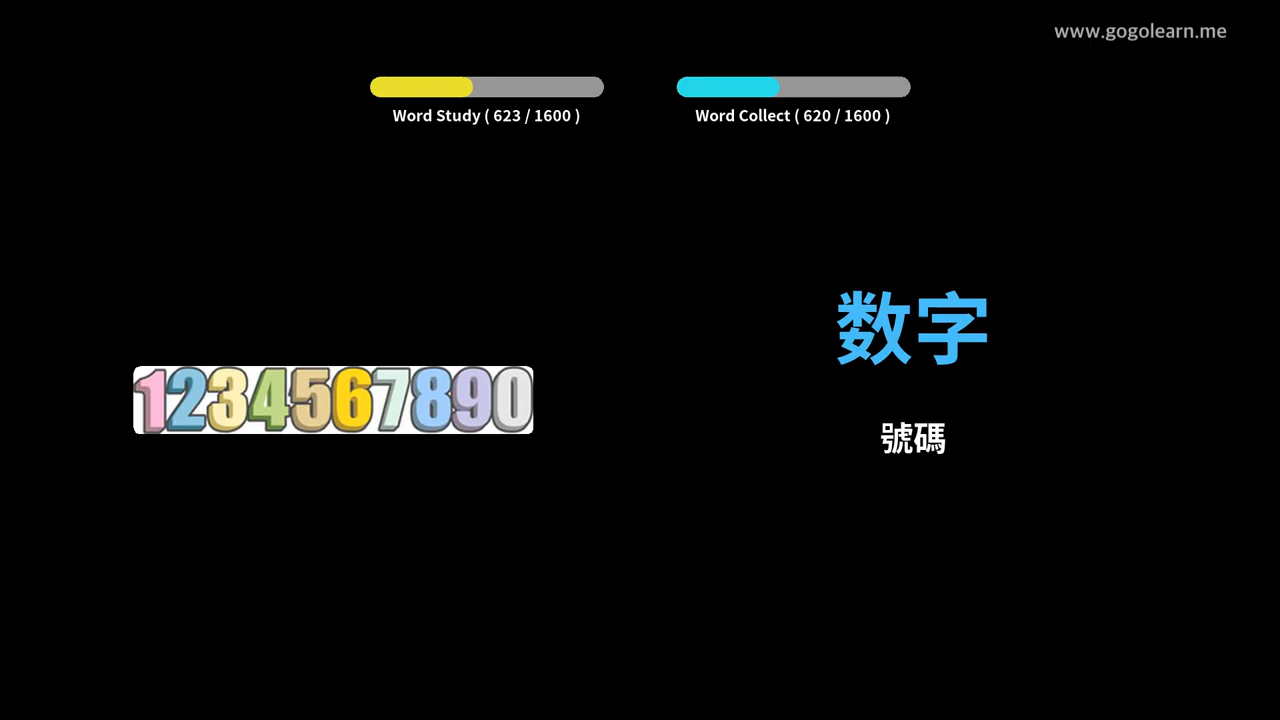 www.gogolearn.me
Word Study ( 623 / 1600 )
Word Collect ( 620 / 1600 )
数字
1234567890
號碼